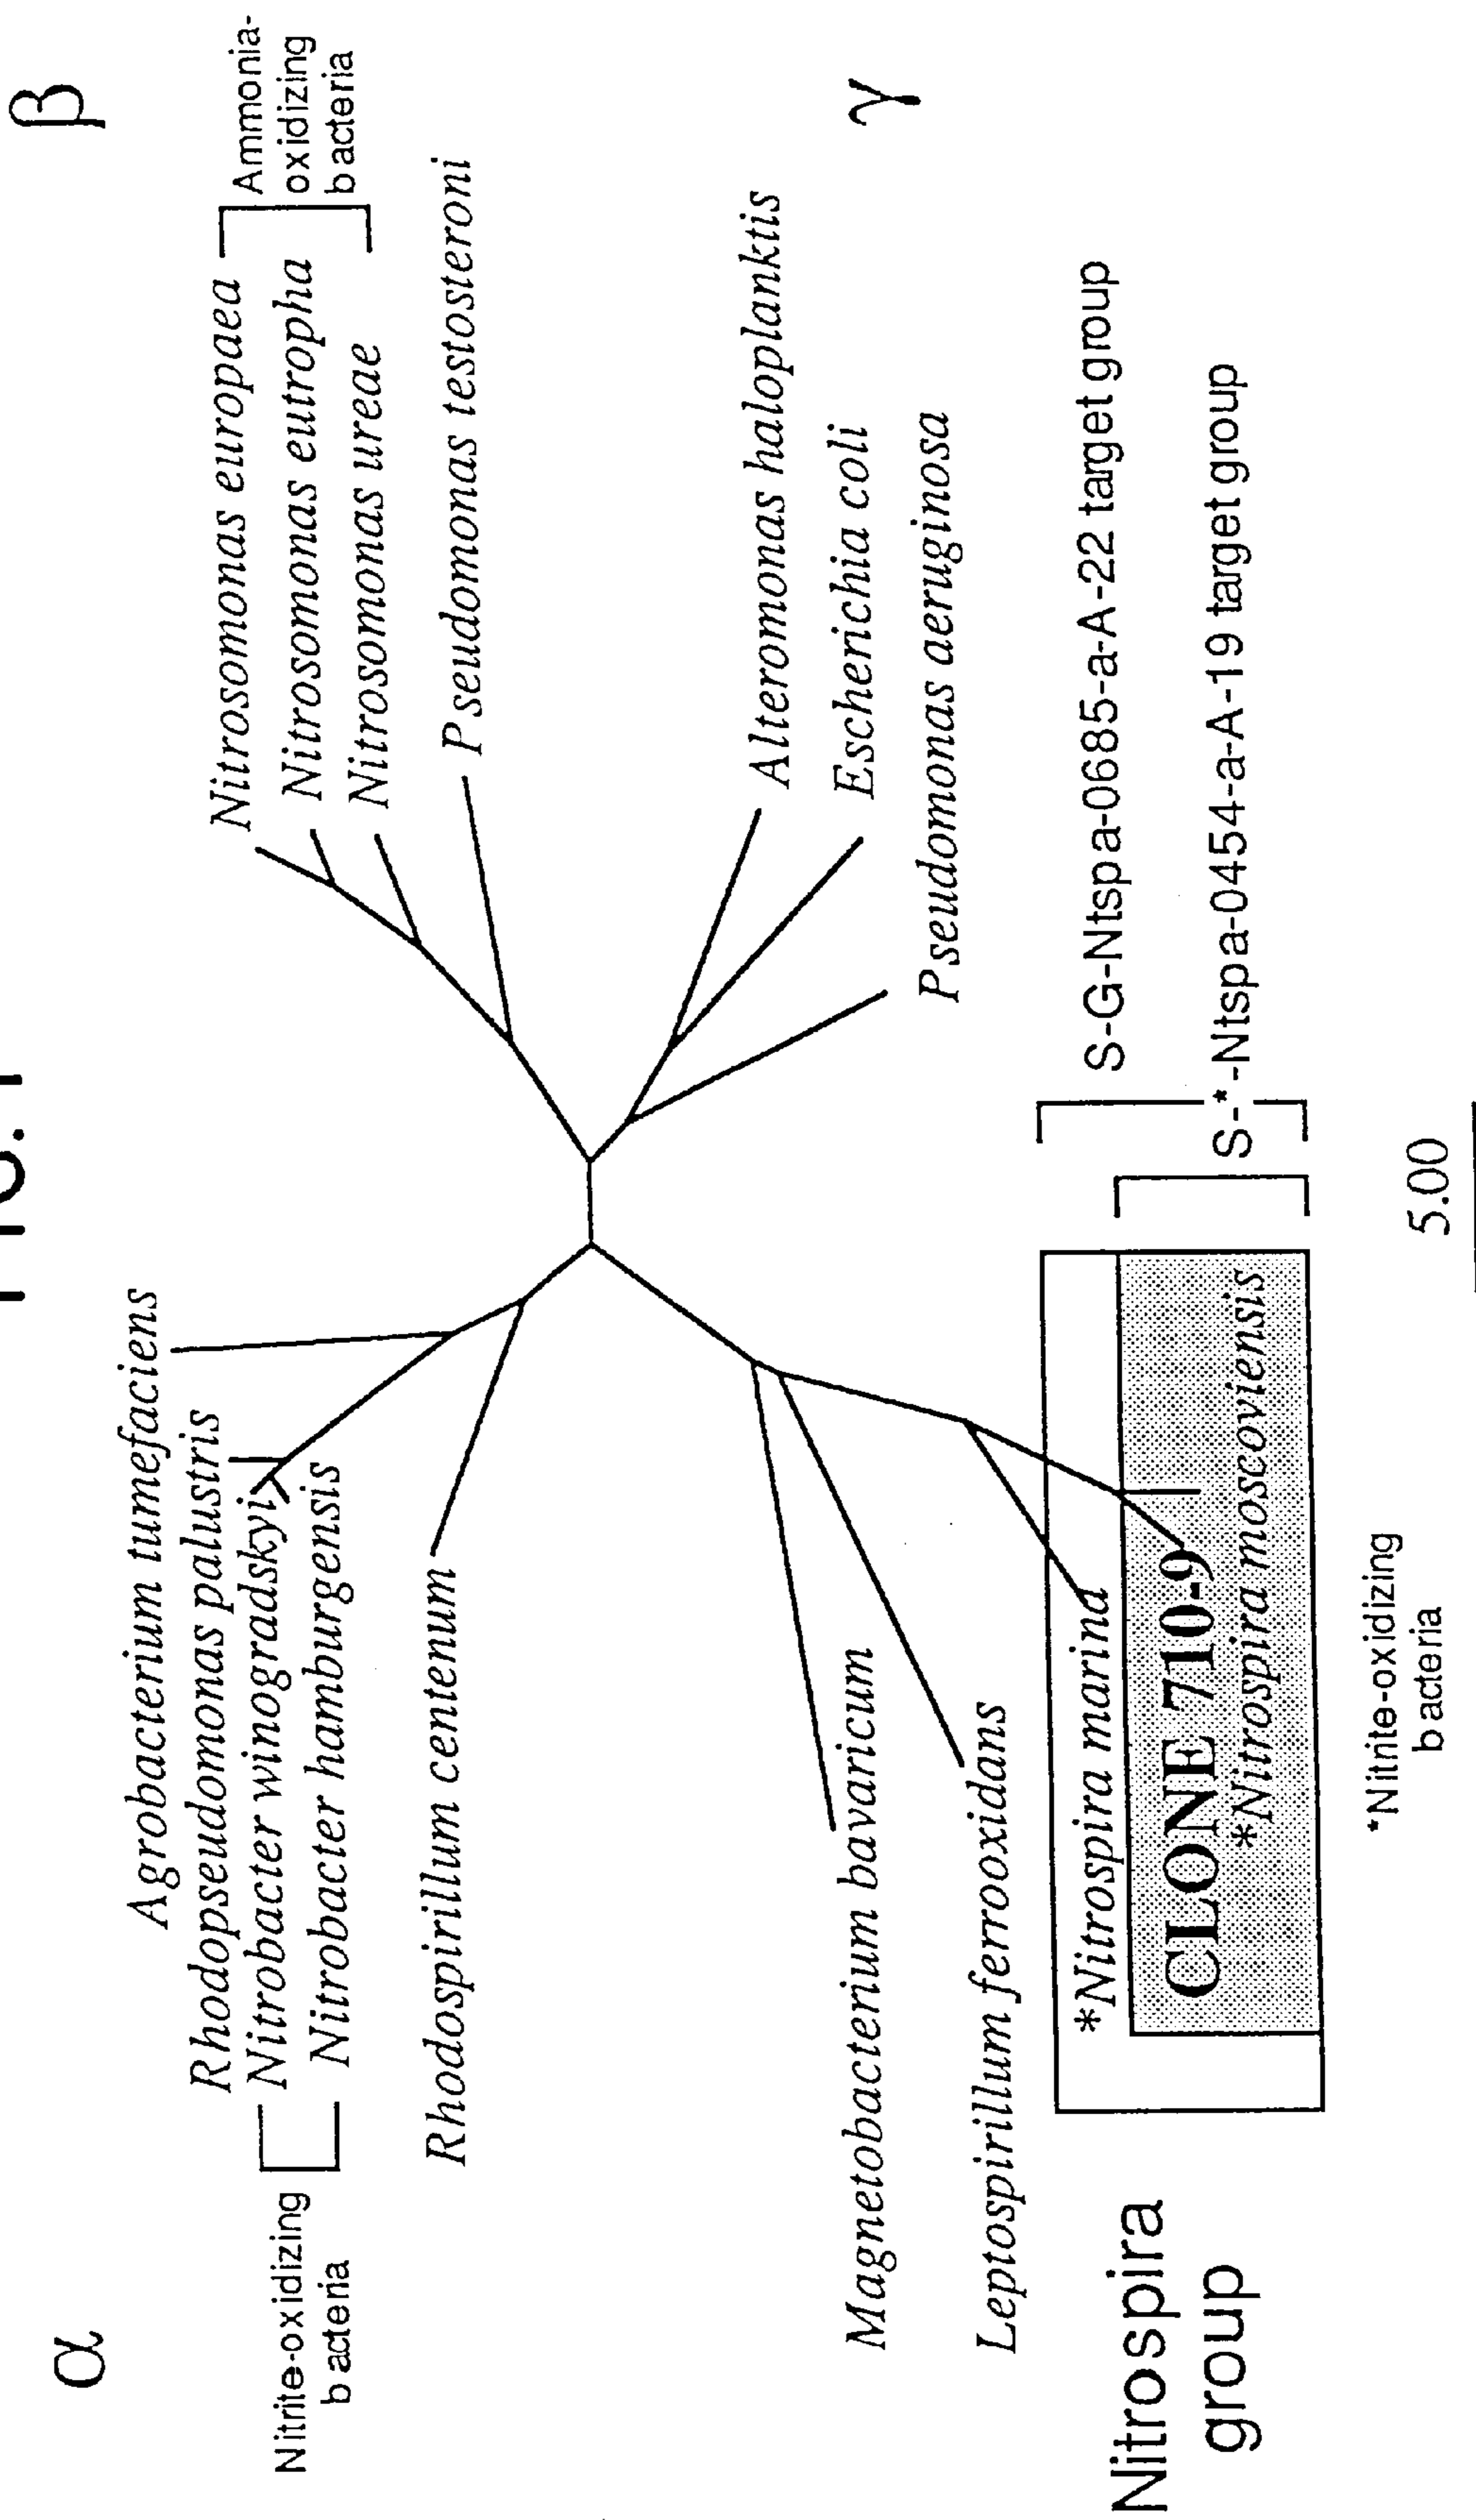 FIG. 1
α
β
Ammonia-
oxidizing
bacteria
Nitrosomonas europaea
Nitrosomonas eutropha
Nitrosomonas ureae
Pseudomonas testosteroni
Agrobacterium tumefaciens
Rhodopseudomonas palustris
Nitrobacter winogradskyi
Nitrobacter hamburgensis
Nitrite-oxidizing
bacteria
Rhodospirillum centenum
γ
Alteromonas haloplanktis
Escherichia coli
Pseudomonas aeruginosa
Magnetobacterium bavaricum
Leptospirillum ferrooxidans
Nitrospira
group
*Nitrospira marina
CLONE 710-9
*Nitrospira moscoviensis
S-G-Ntspa-0685-a-A-22 target group
S-*-Ntspa-0454-a-A-19 target group
*Nitrite-oxidizing
bacteria
5.00